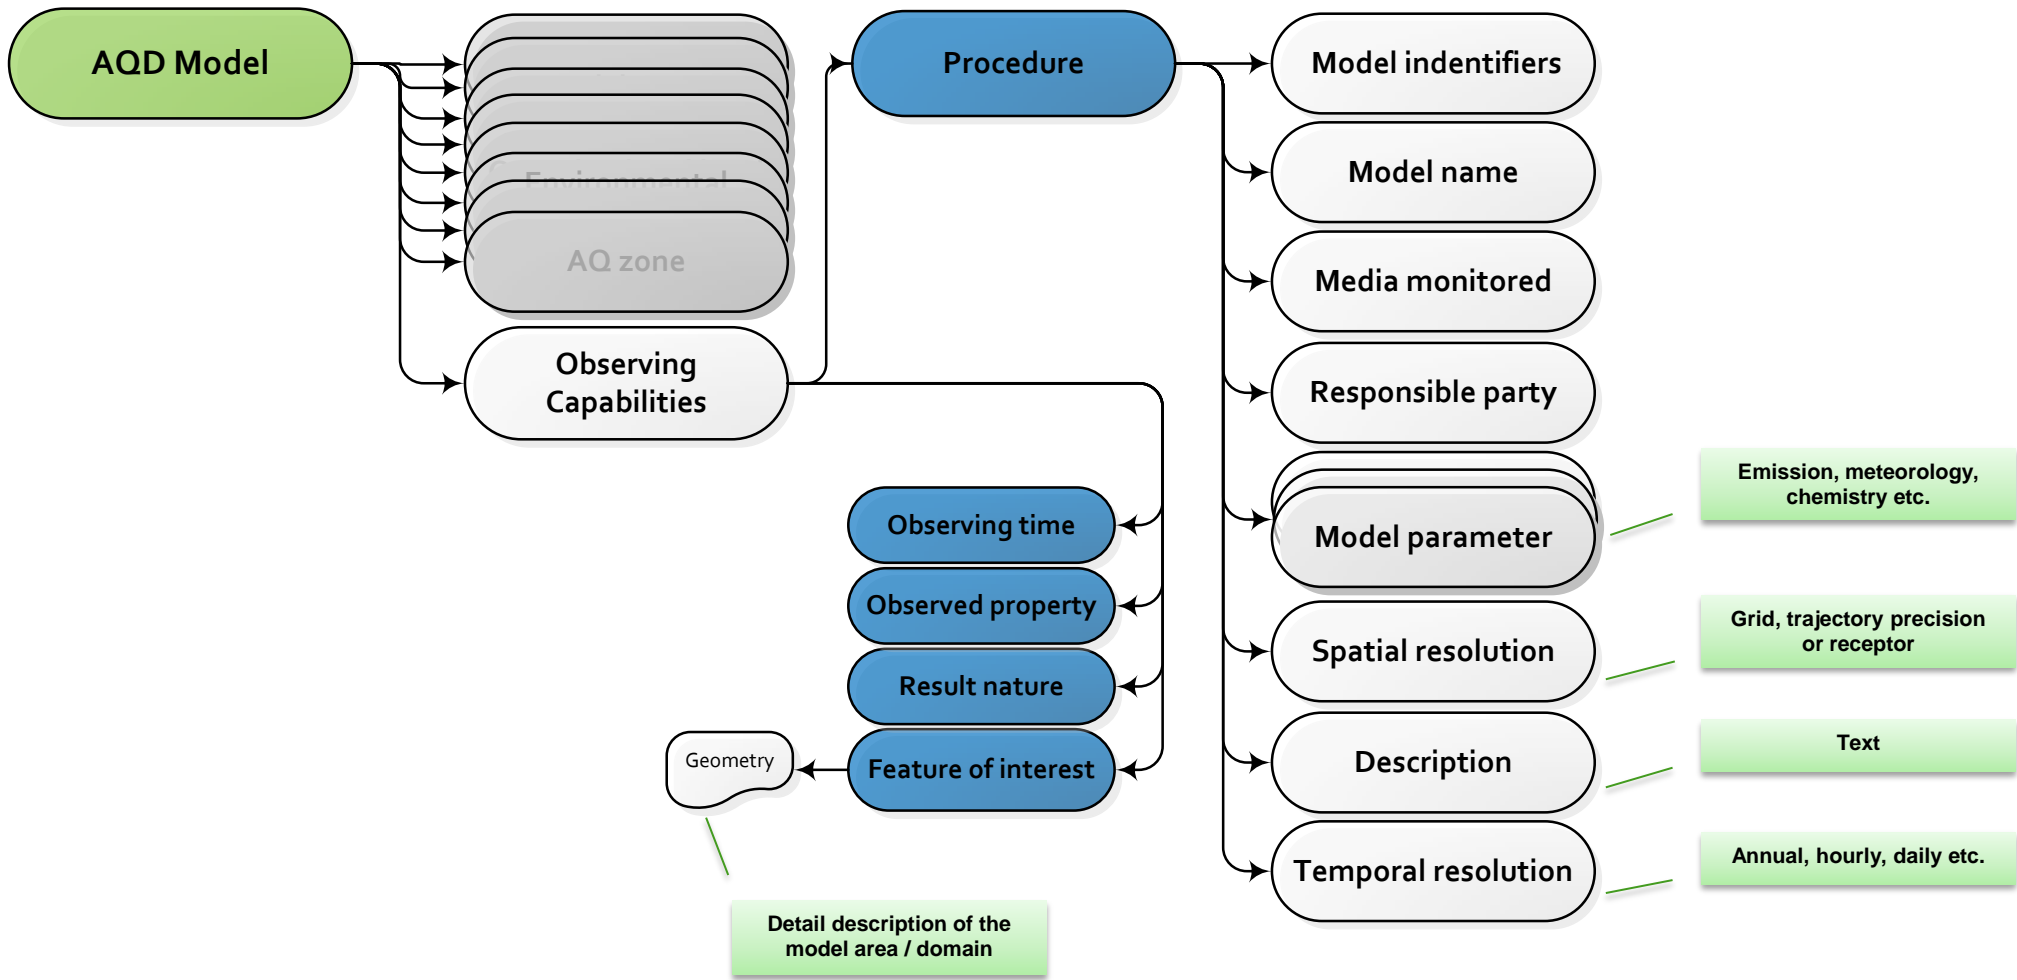 AQD Model
Environmental
AQ zone
Observing
Capabilities
Procedure
Observing time
Observed property
Result nature
Feature of interest
Geometry
Detail description of the
model area / domain
Model indentifiers
Model name
Media monitored
Responsible party
Model parameter
Spatial resolution
Description
Temporal resolution
Emission, meteorology,
chemistry etc.
Grid, trajectory precision
or receptor
Text
Annual, hourly, daily etc.